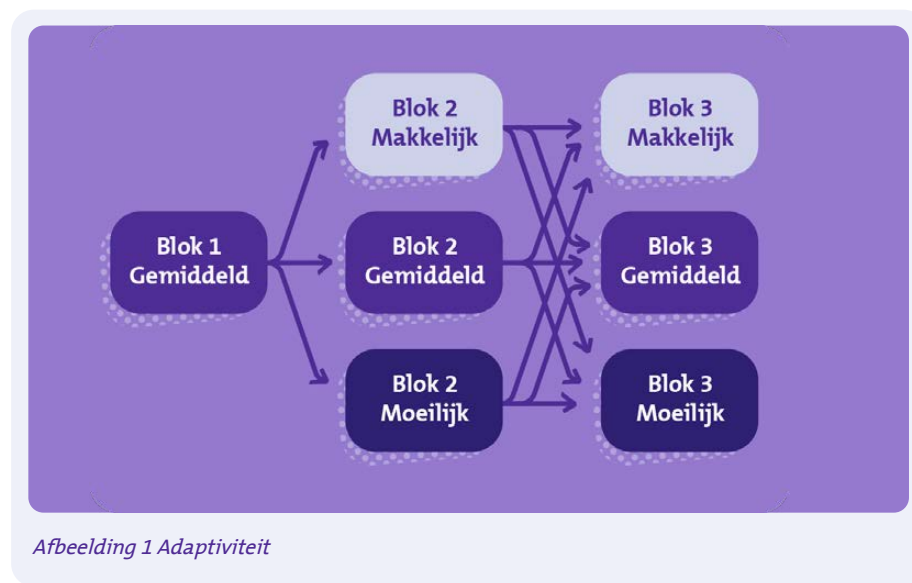 Blok 2
Makkelijk
Blok 3
Makkelijk
Blok 1
Gemiddeld
Blok 2
Gemiddeld
Blok 3
Gemiddeld
Blok 2
Moeilijk
Blok 3
Moeilijk
Afbeelding 1 Adaptiviteit